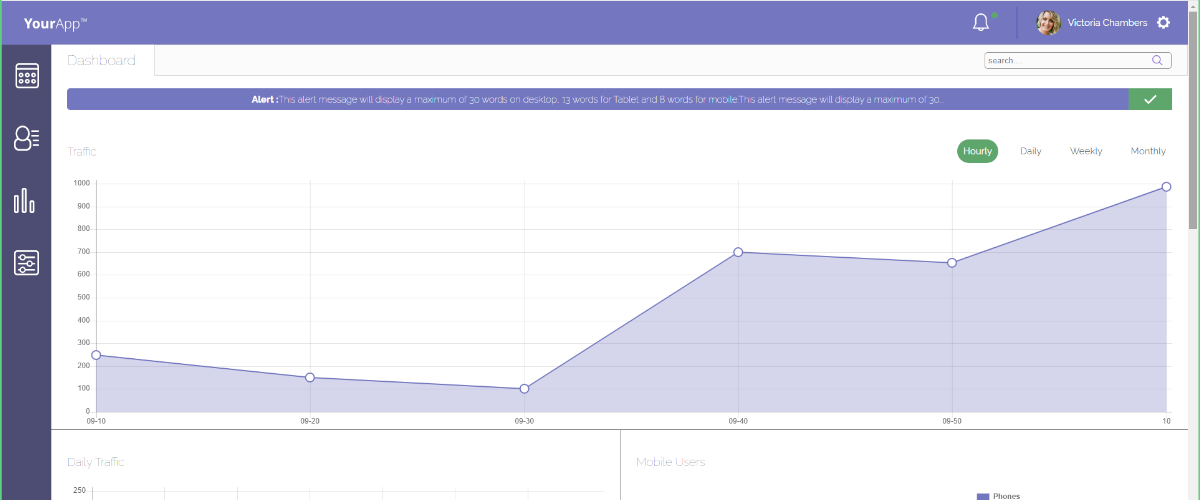 YourApp™
Victoria Chambers
Dashboard
search...
Alert :This alert message will display a maximum of 30 words on desktop, 13 words for Tablet and 8 words for mobile.This alert message will display a maximum of 30...
Traffic
Hourly
Daily
Weekly
Monthly
1000
900
800
700
600
500
400
300
200
100
0
09-10
09-20
09-30
09-40
09-50
10
Daily Traffic
Mobile Users
250
Phones